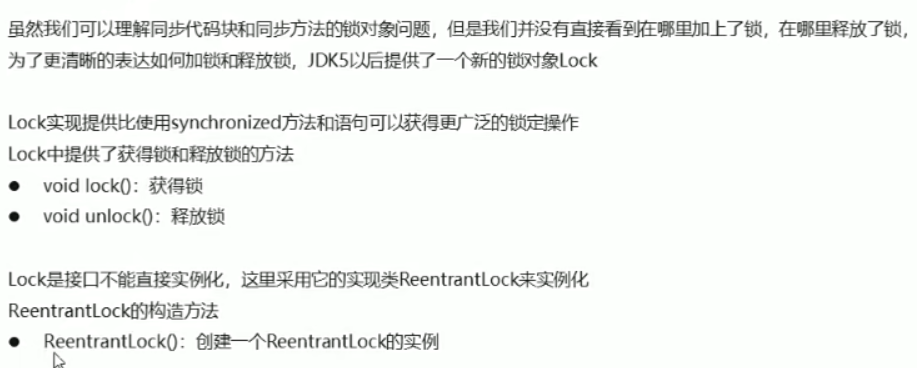 虽然我们可以理解同步代码块和同步方法的锁对象问题，但是我们并没有直接看到在哪里加上了锁，在哪里释放了锁，
为了更清晰的表达如何加锁和释放锁，JDK5以后提供了一个新的锁对象Lock
Lock实现提供比使用synchronized方法和语句可以获得更广泛的锁定操作
Lock中提供了获得锁和释放锁的方法
● void lock()：获得锁
● void unlock()：释放锁
Lock是接口不能直接实例化，这里采用它的实现类ReentrantLock来实例化
ReentrantLock的构造方法
● ReentrantLock()：创建一个ReentrantLock的实例